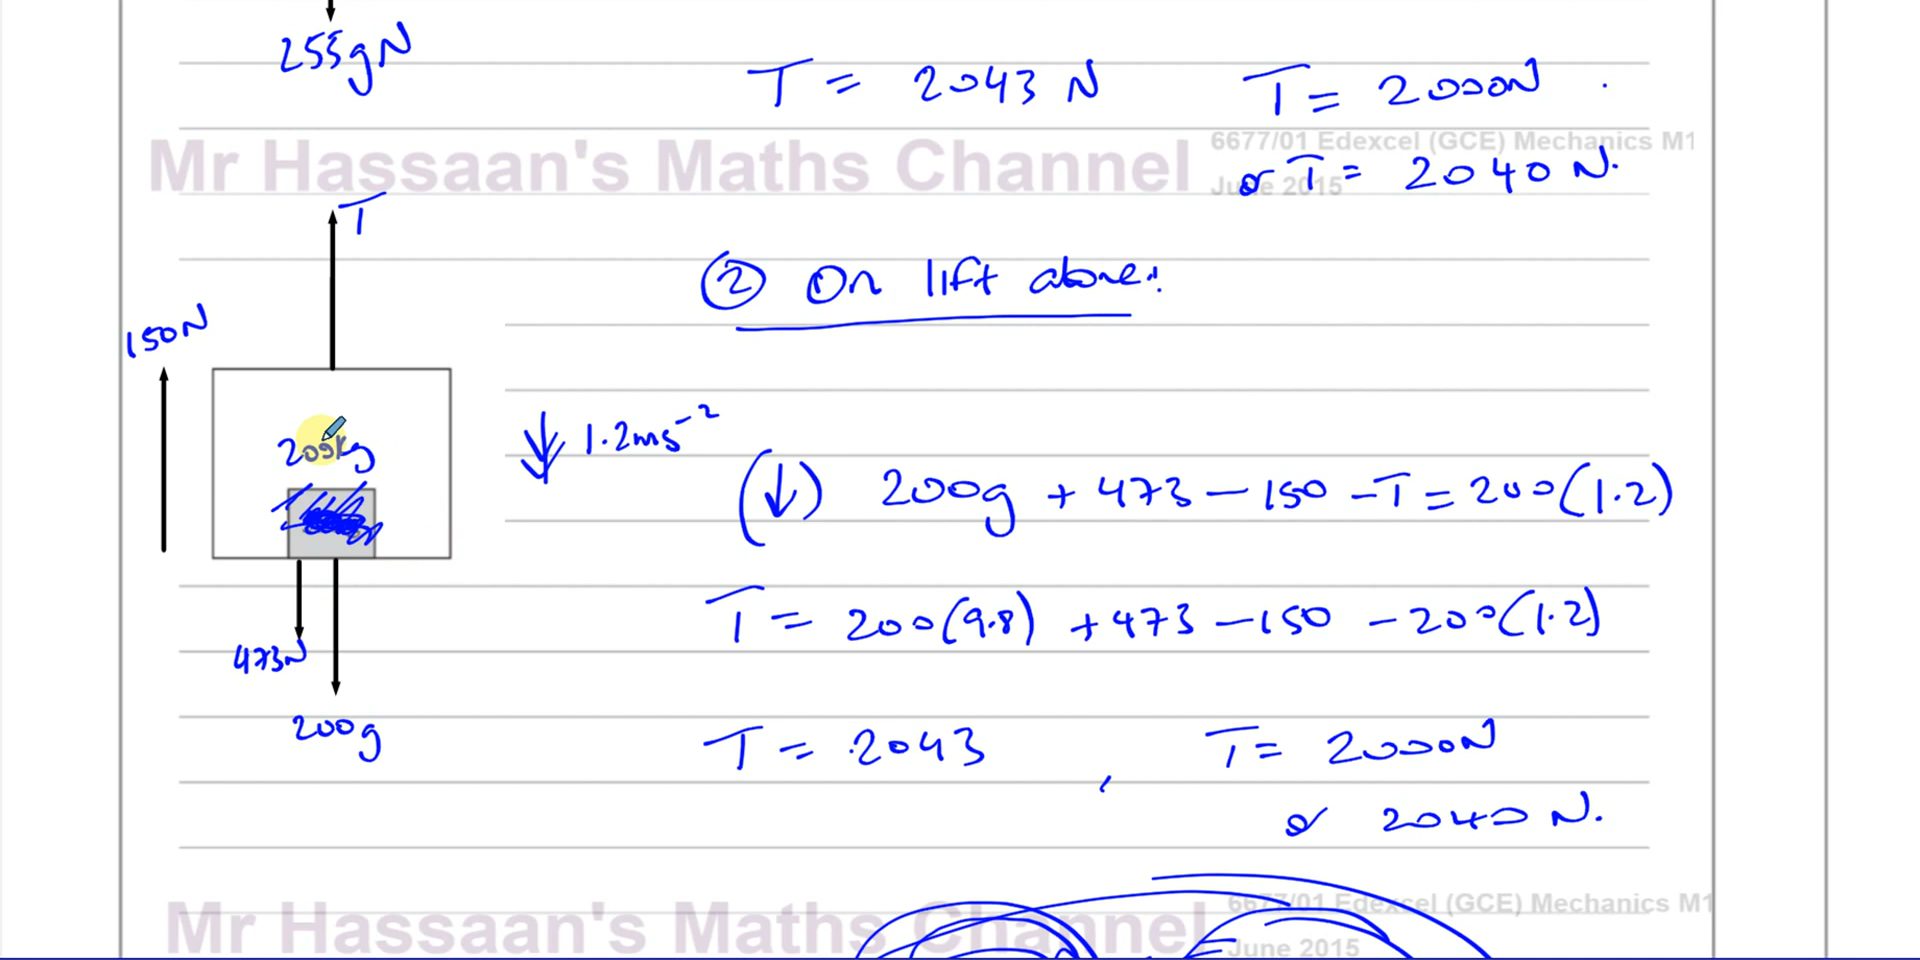 255gN
T = 2043 N T = 2000N .
Mr Hassaan's Maths Channel 6677/01 Edexcel (GCE) Mechanics M1
June 2015
or T = 2040 N.
T
② On lift alone:
150N
200kg
1.2ms⁻²
(↓) 200g + 473 – 150 – T = 200(1.2)
T = 200(9.8) + 473 – 150 – 200(1.2)
473N
200g
T = 2043 , T = 2000N
or 2040 N.
Mr Hassaan's Maths Channel 6677/01 Edexcel (GCE) Mechanics M1
June 2015